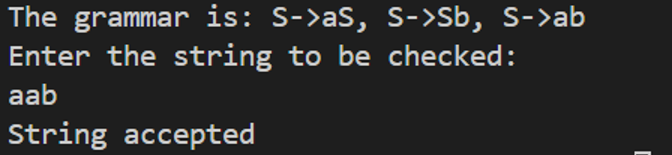 The grammar is: S->aS, S->Sb, S->ab
Enter the string to be checked:
aab
String accepted